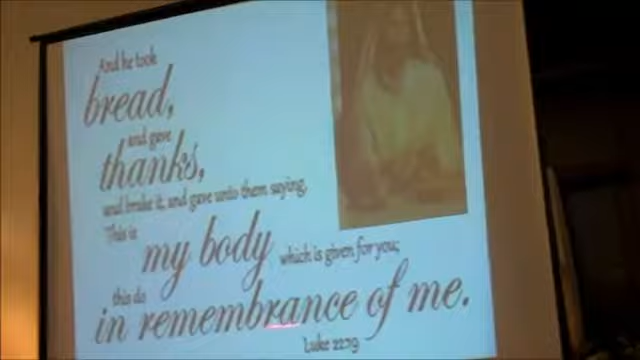 And he took
bread,
and gave
thanks,
and brake it, and gave unto them saying,
This is
my body which is given for you;
this do
in remembrance of me.
Luke 22:19